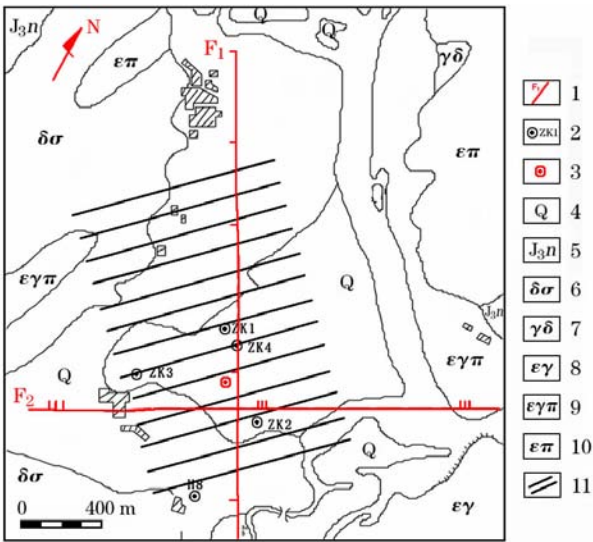 J₃n
N
επ
F₁
Q
Q
γδ
επ
δσ
εγπ
Q
J₃n
ZK1
ZK4
ZK3
εγπ
Q
F₂
ZK2
Q
δσ
H8
εγ
0 400 m
F₁ 1
ZK1 2
3
Q 4
J₃n 5
δσ 6
γδ 7
εγ 8
εγπ 9
επ 10
11